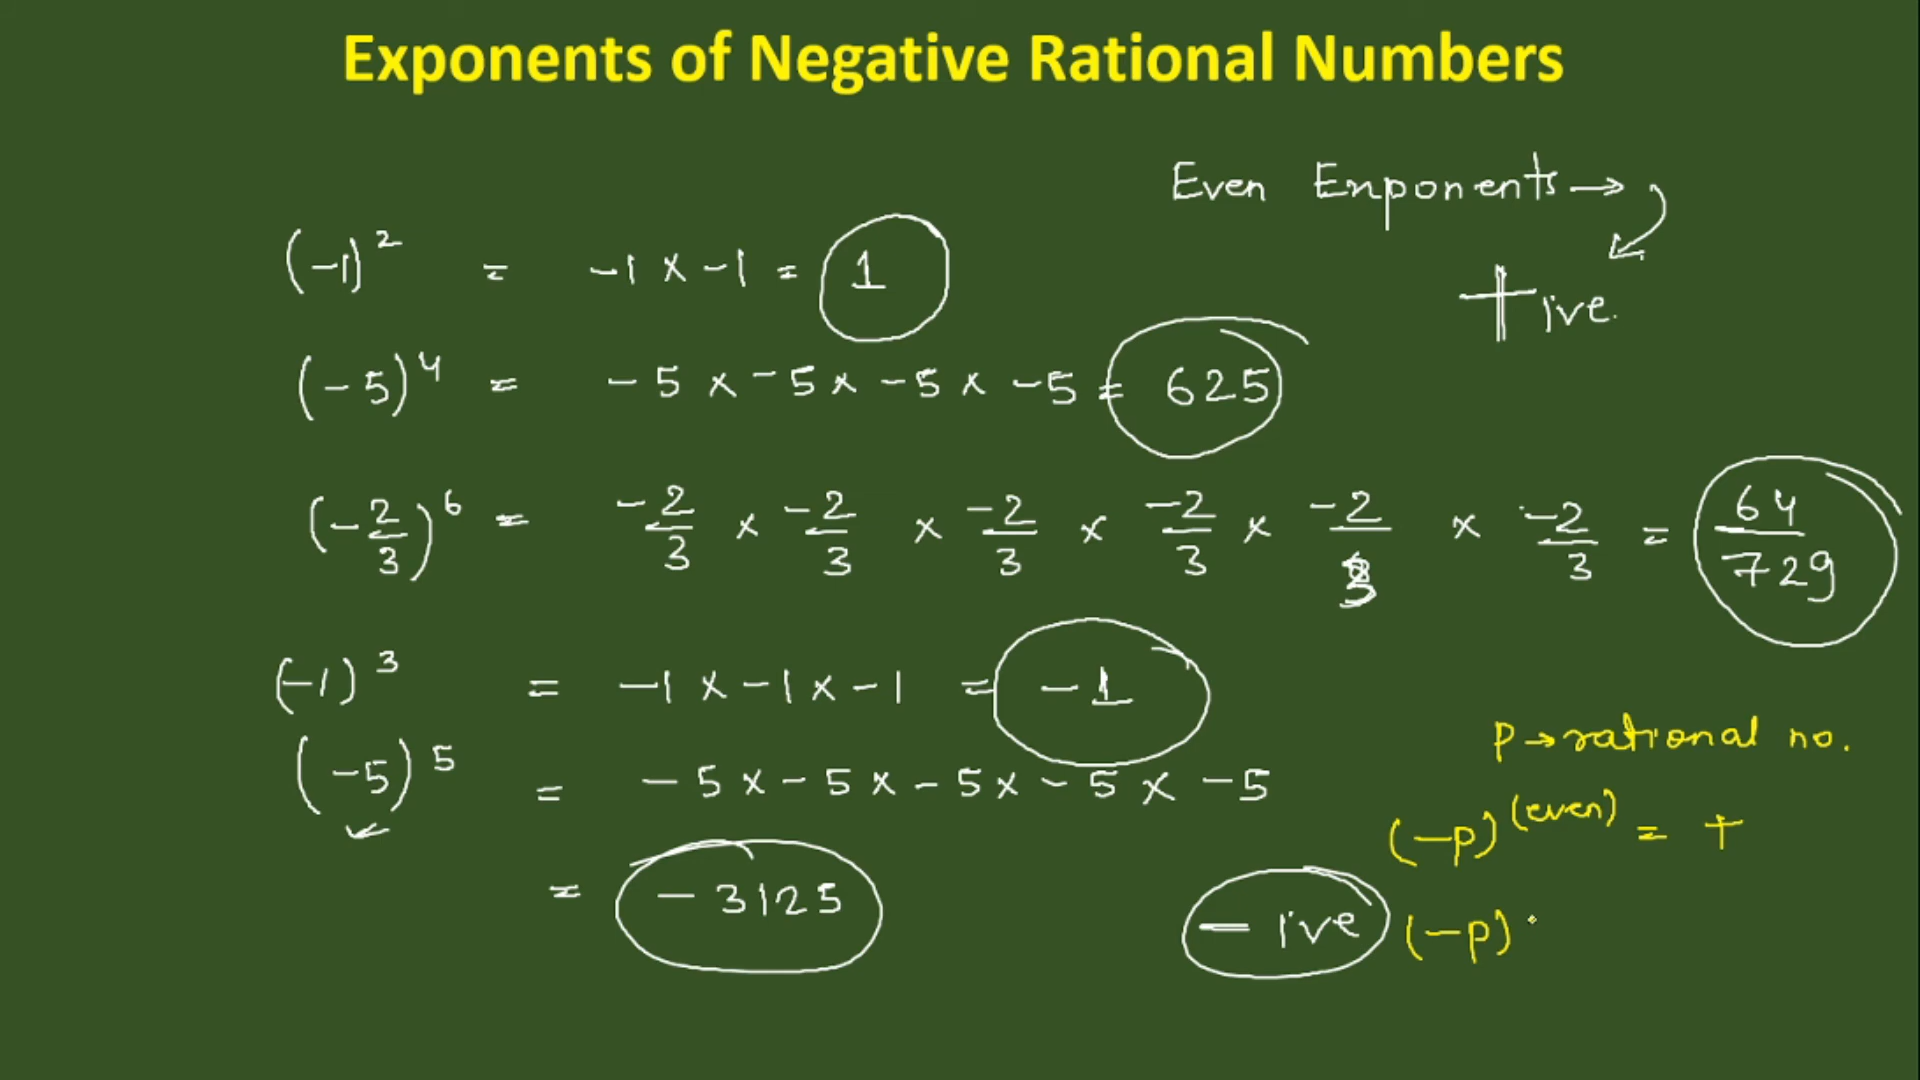 Exponents of Negative Rational Numbers
Even Exponents →
+ive.
(-1)² = -1 x -1 = 1
(-5)⁴ = -5 x -5 x -5 x -5 = 625
(-2/3)⁶ = -2/3 x -2/3 x -2/3 x -2/3 x -2/3 x -2/3 = 64/729
(-1)³ = -1 x -1 x -1 = -1
P → rational no.
(-5)⁵ = -5 x -5 x -5 x -5 x -5
(-p)^(even) = +
= -3125
-ive
(-p)